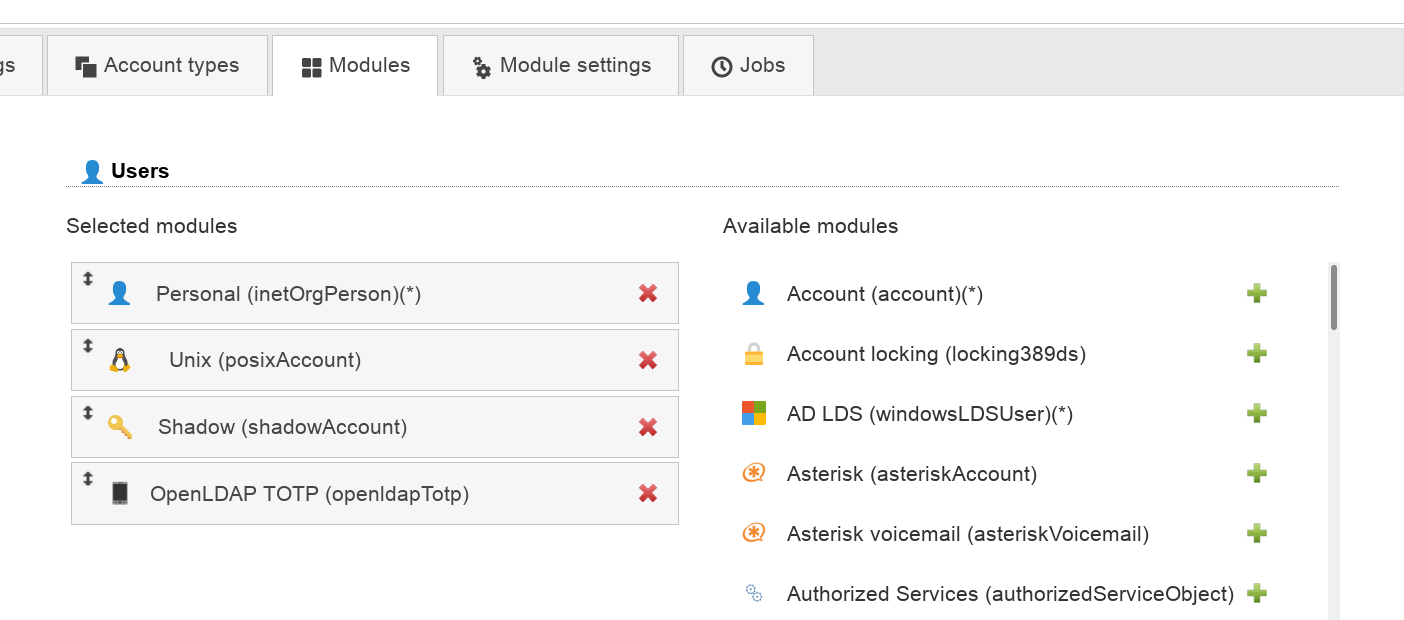 gs
Account types
Modules
Module settings
Jobs
Users
Selected modules
Personal (inetOrgPerson)(*)
Unix (posixAccount)
Shadow (shadowAccount)
OpenLDAP TOTP (openldapTotp)
Available modules
Account (account)(*)
Account locking (locking389ds)
AD LDS (windowsLDSUser)(*)
Asterisk (asteriskAccount)
Asterisk voicemail (asteriskVoicemail)
Authorized Services (authorizedServiceObject)